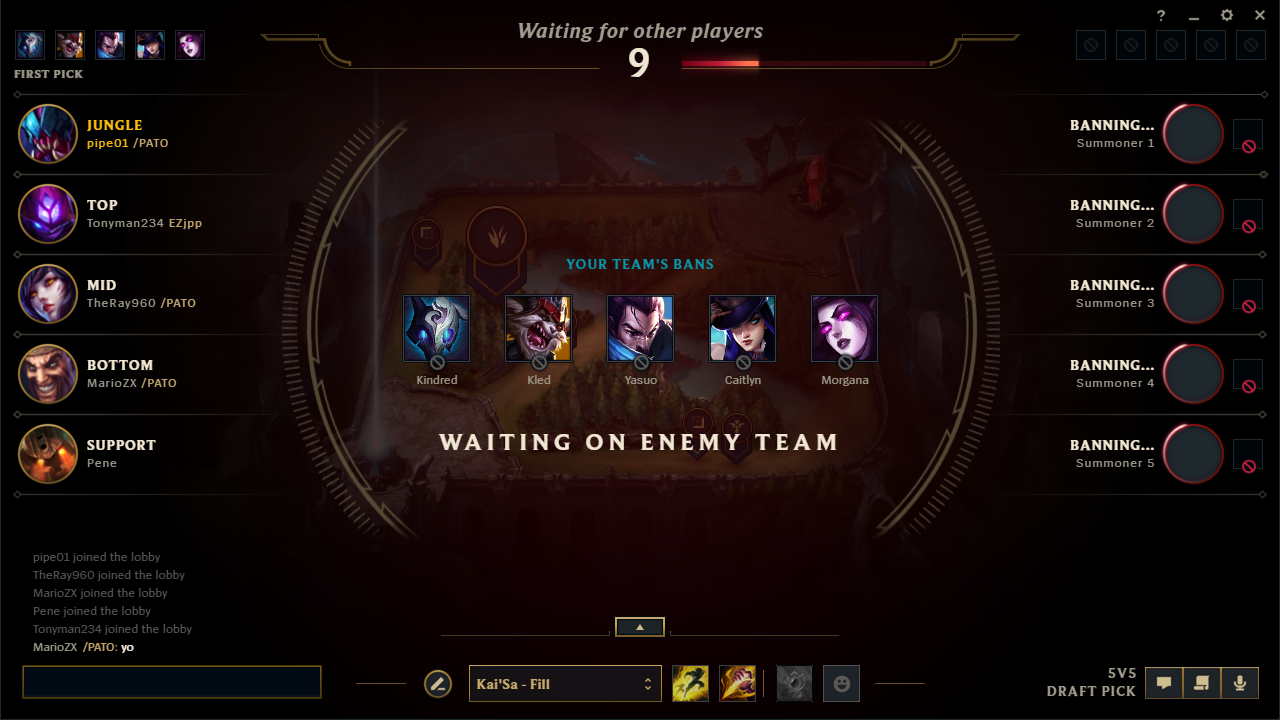 ?
Waiting for other players
9
FIRST PICK
JUNGLE
pipe01 /PATO
TOP
Tonyman234 EZjpp
MID
TheRay960 /PATO
BOTTOM
MarioZX /PATO
SUPPORT
Pene
YOUR TEAM'S BANS
Kindred Kled Yasuo Caitlyn Morgana
WAITING ON ENEMY TEAM
BANNING...
Summoner 1
BANNING...
Summoner 2
BANNING...
Summoner 3
BANNING...
Summoner 4
BANNING...
Summoner 5
pipe01 joined the lobby
TheRay960 joined the lobby
MarioZX joined the lobby
Pene joined the lobby
Tonyman234 joined the lobby
MarioZX /PATO: yo
Kai'Sa - Fill
5V5
DRAFT PICK